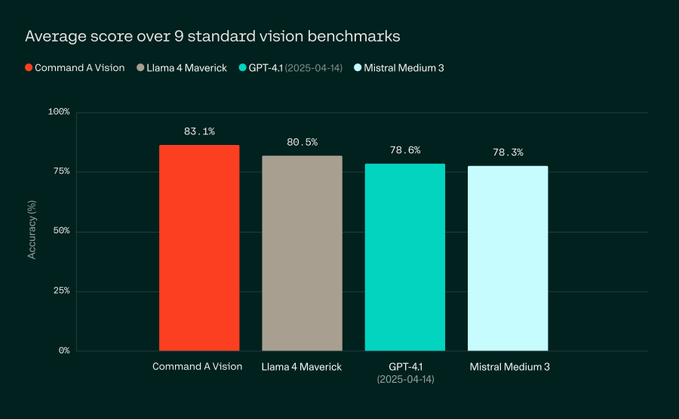 Average score over 9 standard vision benchmarks
Command A Vision Llama 4 Maverick GPT-4.1 (2025-04-14) Mistral Medium 3
100%
83.1%
80.5%
78.6%
78.3%
75%
50%
25%
0%
Accuracy (%)
Command A Vision Llama 4 Maverick GPT-4.1 Mistral Medium 3
(2025-04-14)